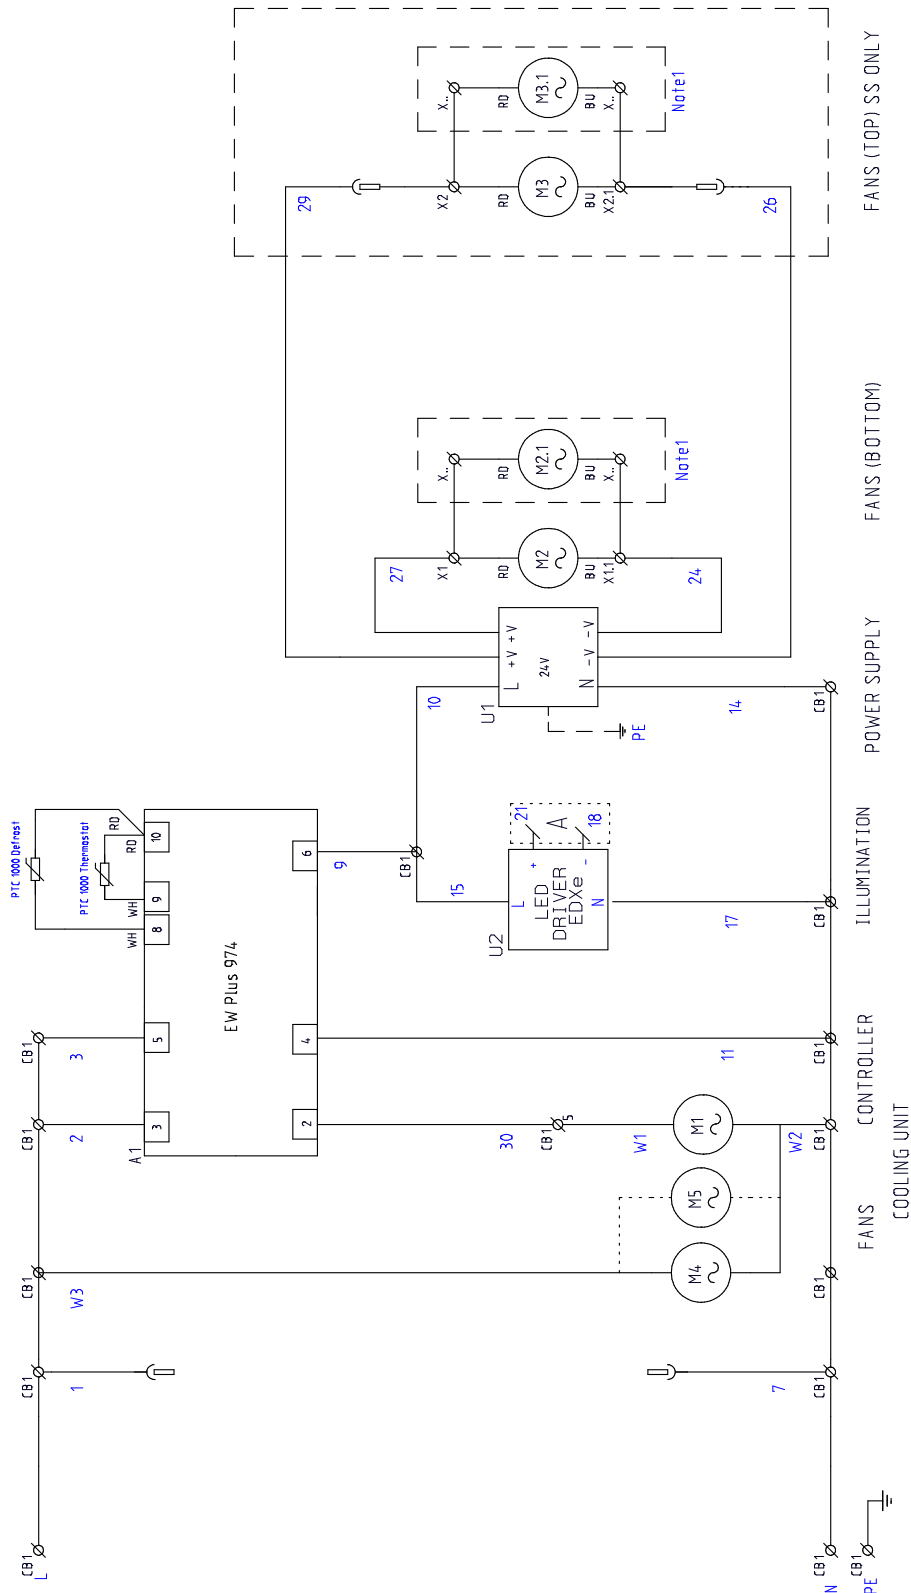 CB1
L
CB1
1
CB1
W3
CB1
2
CB1
3
PTC 1000 Defrost
PTC 1000 Thermostat
WH
WH
RD
RD
A1
3
5
8
9
10
EW Plus 974
2
4
6
30
CB1
5
W1
M1
W2
M5
M4
11
9
CB1
15
10
U2
L
LED
DRIVER
EDXe
N
+
-
21
A
18
17
U1
L
+V
+V
24V
N
-V
-V
PE
14
27
X1
RD
M2
BU
X1.1
24
X..
RD
M2.1
BU
X..
Note1
29
X2
RD
M3
BU
X2.1
26
X..
RD
M3.1
BU
X..
Note1
7
CB1
N
CB1
PE
CB1
CB1
CB1
CB1
CB1
CB1
FANS
CONTROLLER
COOLING UNIT
ILLUMINATION
POWER SUPPLY
FANS (BOTTOM)
FANS (TOP) SS ONLY